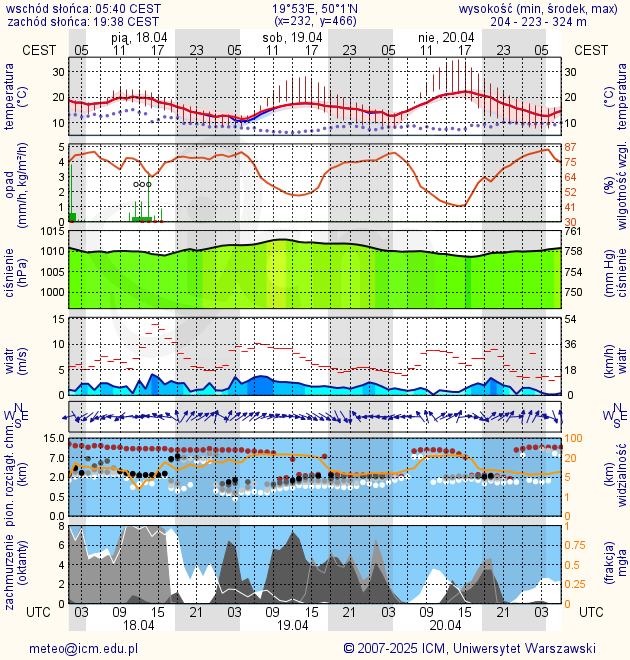 wschód słońca: 05:40 CEST 19°53'E, 50°1'N wysokość (min, środek, max)
zachód słońca: 19:38 CEST (x=232, y=466) 204 - 223 - 324 m
pią, 18.04 sob, 19.04 nie, 20.04
CEST 05 11 17 23 05 11 17 23 05 11 17 23 05 CEST
temperatura (°C) 30 20 10 30 20 10 temperatura (°C)
opad (mm/h, kg/m²/h) 5 4 3 2 1 0 87 75 64 52 41 30 (%) wilgotność wzgl.
ciśnienie (hPa) 1015 1010 1005 1000 761 758 754 750 (mm Hg) ciśnienie
wiatr (m/s) 15 10 5 0 54 36 18 0 (km/h) wiatr
N W E S N W E S
pion. rozciągł. chm. (km) 15.0 7.0 2.0 0.5 0.0 100 20 5 1 0 (km) widzialność
zachmurzenie (oktanty) 8 6 4 2 0 1 0.75 0.5 0.25 0 (frakcja) mgła
UTC 03 09 15 21 03 09 15 21 03 09 15 21 03 UTC
18.04 19.04 20.04
meteo@icm.edu.pl © 2007-2025 ICM, Uniwersytet Warszawski